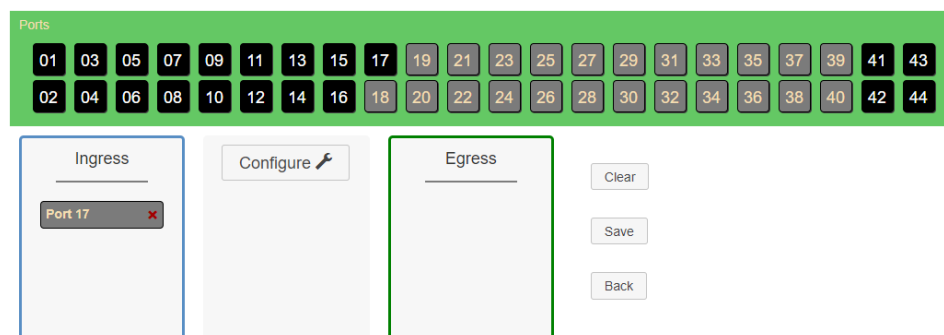 Ports
01 03 05 07 09 11 13 15 17 19 21 23 25 27 29 31 33 35 37 39 41 43
02 04 06 08 10 12 14 16 18 20 22 24 26 28 30 32 34 36 38 40 42 44
Ingress
Port 17
Configure
Egress
Clear
Save
Back